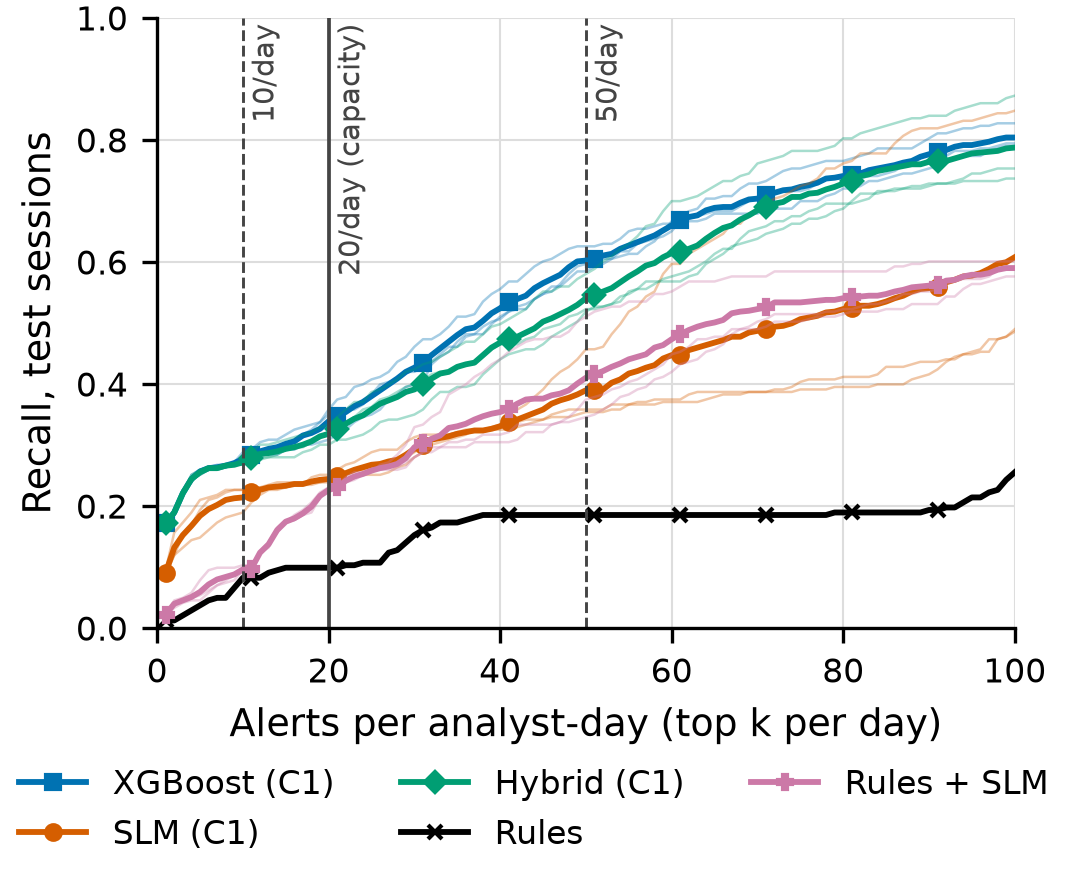 1.0
0.8
0.6
0.4
0.2
0.0
Recall, test sessions
10/day
20/day (capacity)
50/day
0 20 40 60 80 100
Alerts per analyst-day (top k per day)
XGBoost (C1) Hybrid (C1) Rules + SLM
SLM (C1) Rules